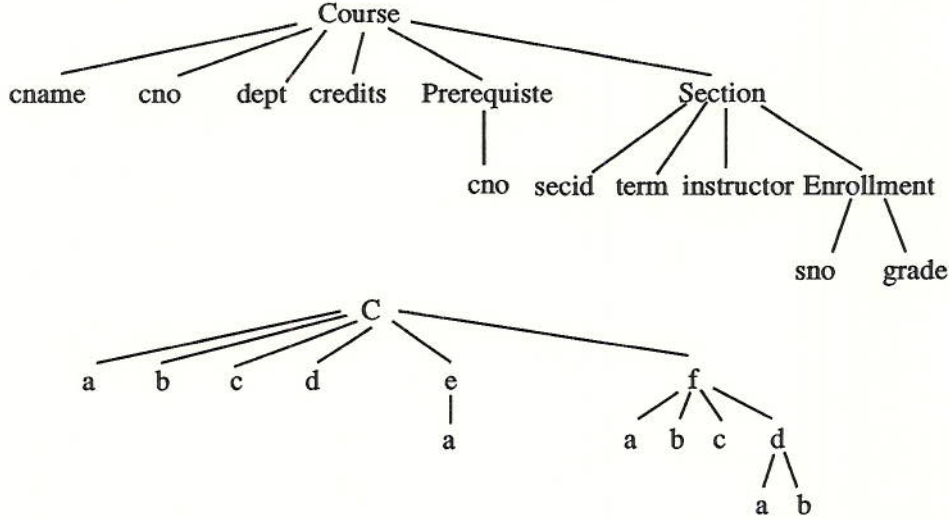 Course
cname cno dept credits Prerequiste Section
cno secid term instructor Enrollment
sno grade
C
a b c d e f
a a b c d
a b